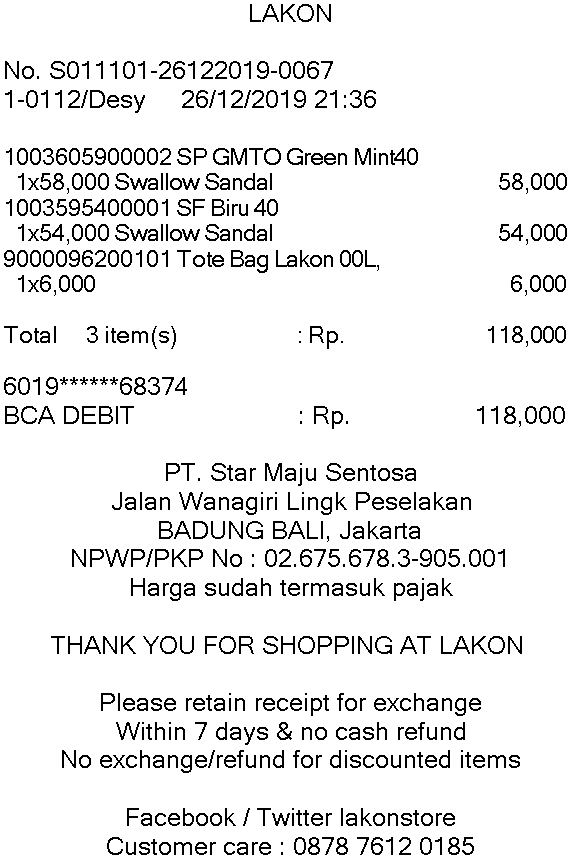 LAKON
No. S011101-26122019-0067
1-0112/Desy 26/12/2019 21:36
1003605900002 SP GMTO Green Mint40
1x58,000 Swallow Sandal 58,000
1003595400001 SF Biru 40
1x54,000 Swallow Sandal 54,000
9000096200101 Tote Bag Lakon 00L,
1x6,000 6,000
Total 3 item(s) : Rp. 118,000
6019******68374
BCA DEBIT : Rp. 118,000
PT. Star Maju Sentosa
Jalan Wanagiri Lingk Peselakan
BADUNG BALI, Jakarta
NPWP/PKP No : 02.675.678.3-905.001
Harga sudah termasuk pajak
THANK YOU FOR SHOPPING AT LAKON
Please retain receipt for exchange
Within 7 days & no cash refund
No exchange/refund for discounted items
Facebook / Twitter lakonstore
Customer care : 0878 7612 0185